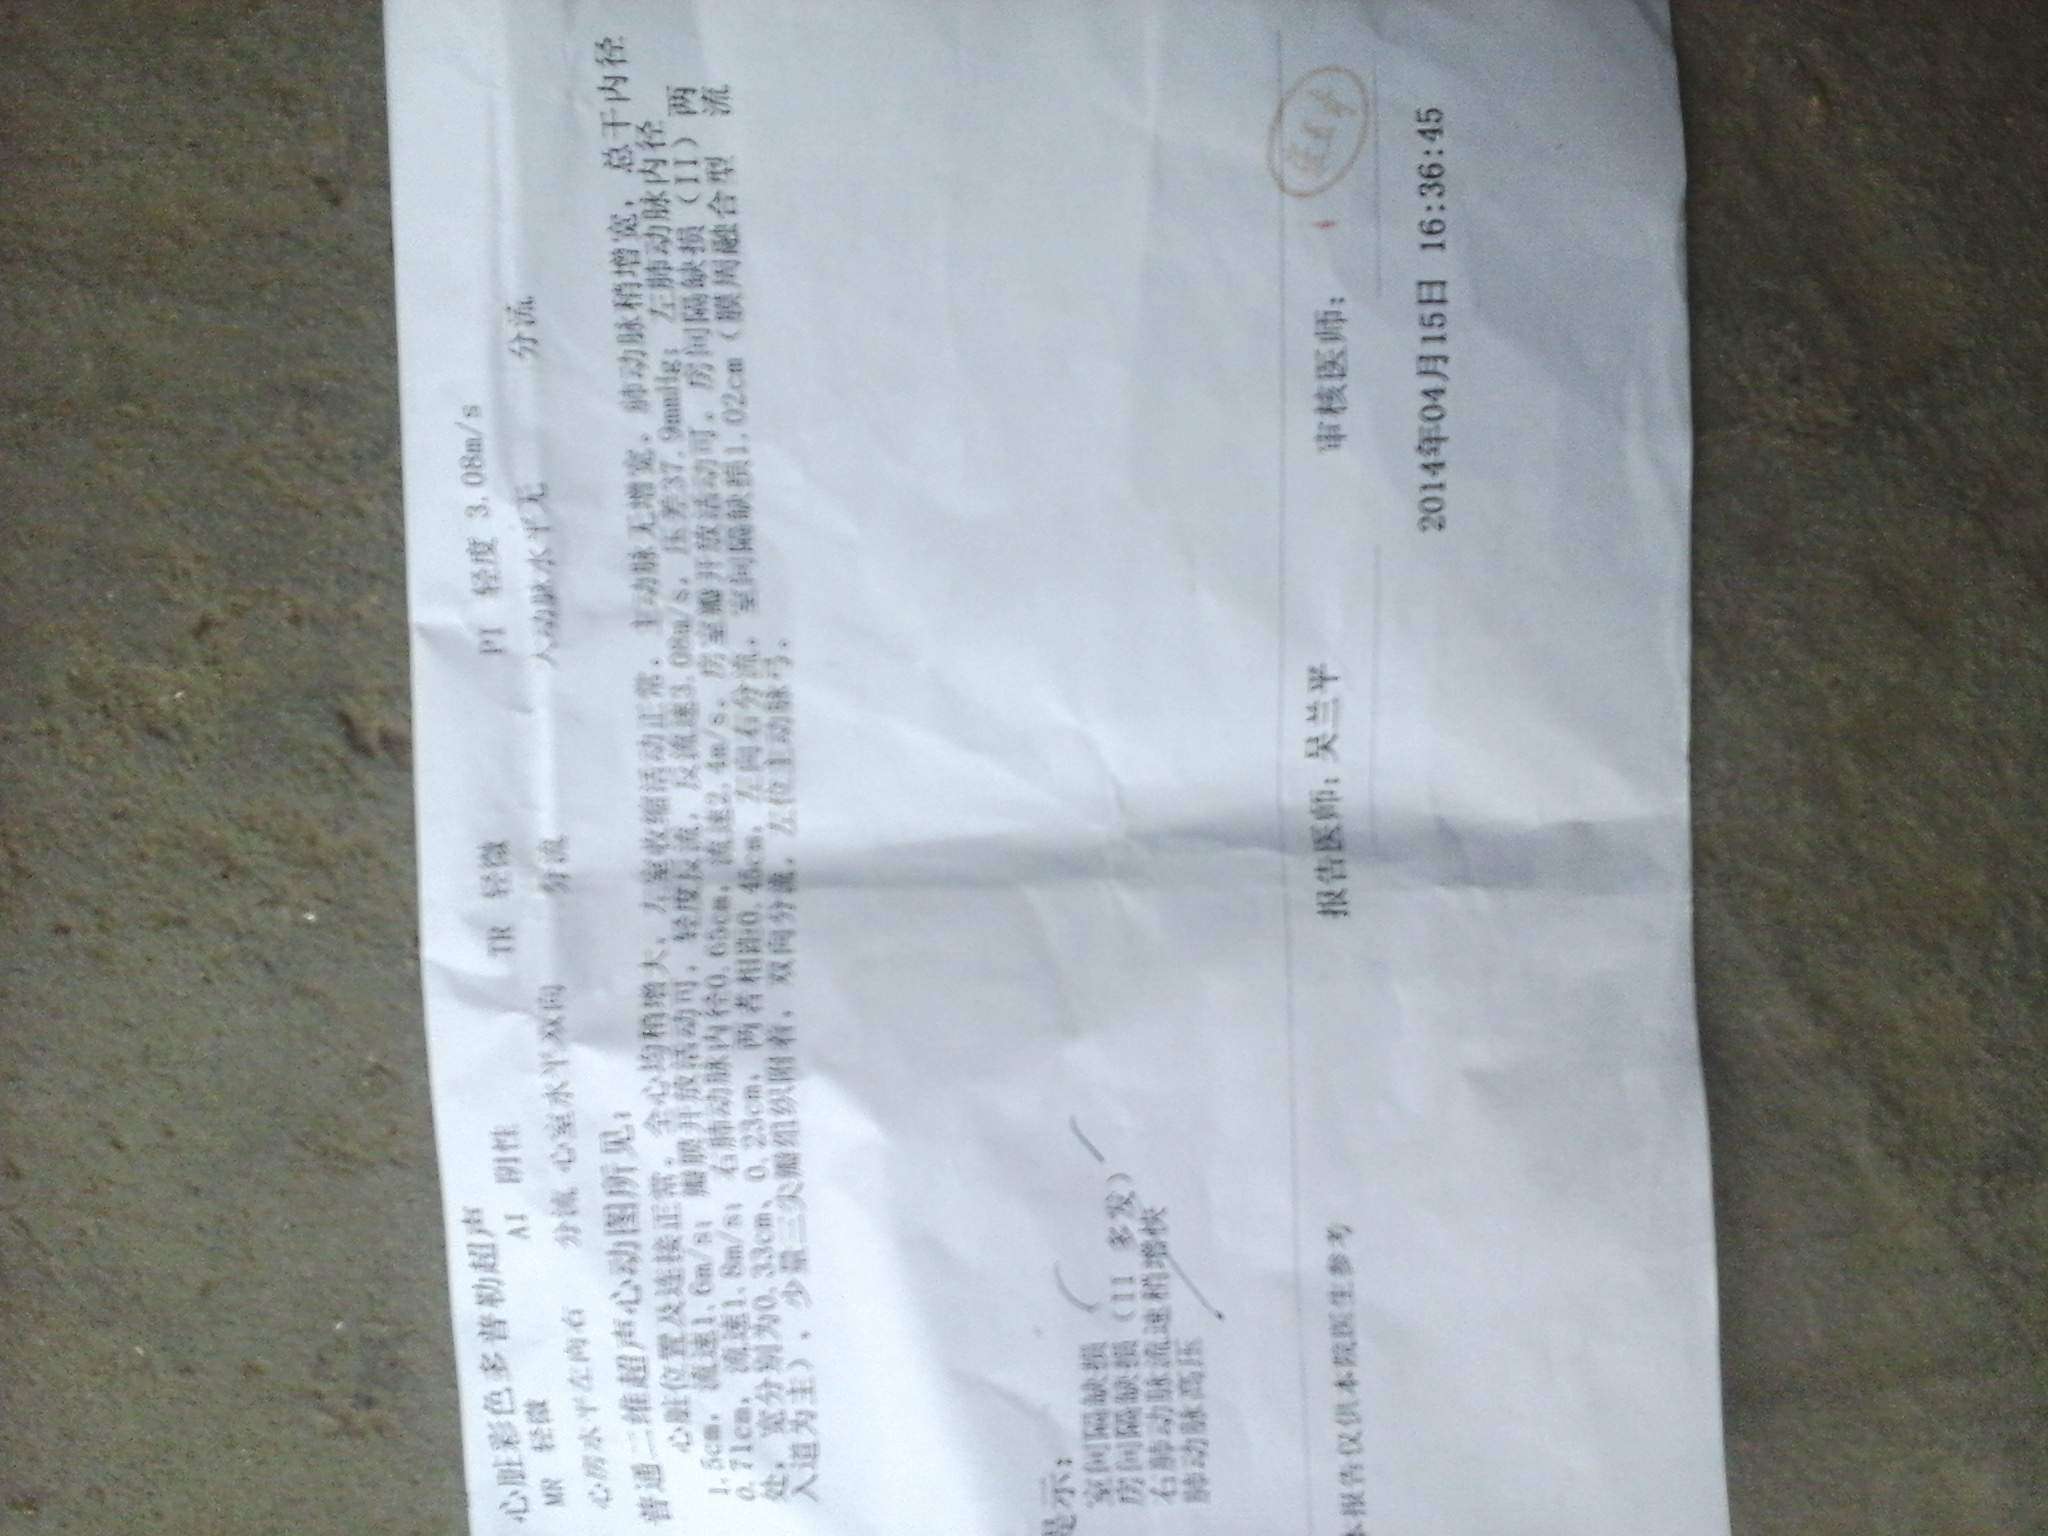 心脏彩色多普勒超声
MR 轻微 AI 阴性 TR 轻微 PI 轻度 3.08m/s
心房水平左向右 分流 心室水平双向 分流 大动脉水平无 分流
普通二维超声心动图所见:
心脏位置及连接正常。全心均稍增大，左室收缩活动正常。主动脉无增宽，肺动脉稍增宽，总干内径
1.5cm，流速1.6m/s；瓣膜开放活动可，轻度反流，反流速3.08m/s，压差37.9mmHg；左肺动脉内径
0.71cm，流速1.8m/s；右肺动脉内径0.65cm，流速2.4m/s。房室瓣开放活动可。房间隔缺损（II）两
处，宽分别为0.33cm、0.23cm，两者相距0.46cm，左向右分流。室间隔缺损1.02cm（膜周融合型 流
入道为主）、少量三尖瓣组织附着，双向分流。左位主动脉弓。
是示:
室间隔缺损
房间隔缺损（II 多发）
右肺动脉流速稍增快
肺动脉高压
报告医师: 吴兰平 审核医师:
本报告仅供本院医生参考 2014年04月15日 16:36:45